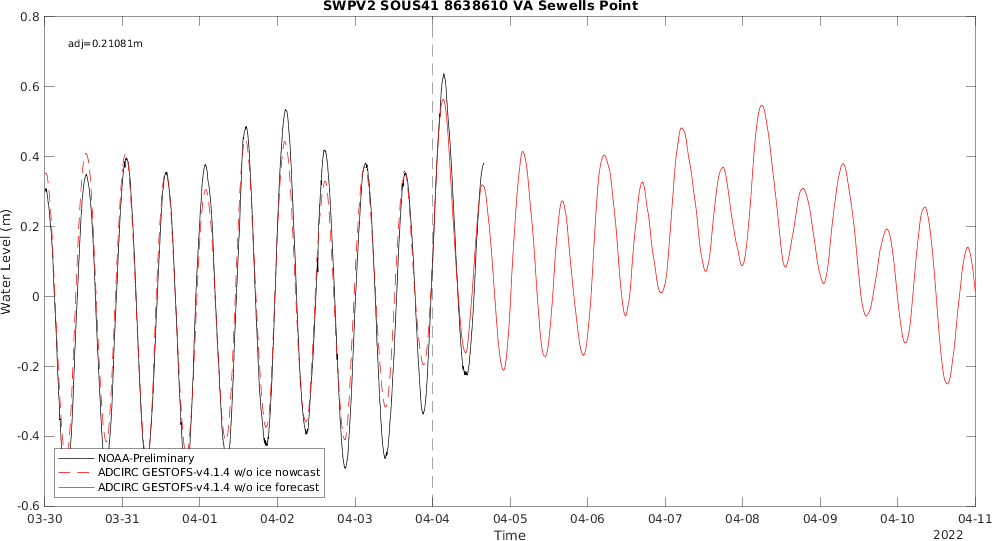 SWPV2 SOUS41 8638610 VA Sewells Point
adj=0.21081m
0.8
0.6
0.4
0.2
0
-0.2
-0.4
-0.6
Water Level (m)
NOAA-Preliminary
ADCIRC GESTOFS-v4.1.4 w/o ice nowcast
ADCIRC GESTOFS-v4.1.4 w/o ice forecast
03-30 03-31 04-01 04-02 04-03 04-04 04-05 04-06 04-07 04-08 04-09 04-10 04-11
Time
2022